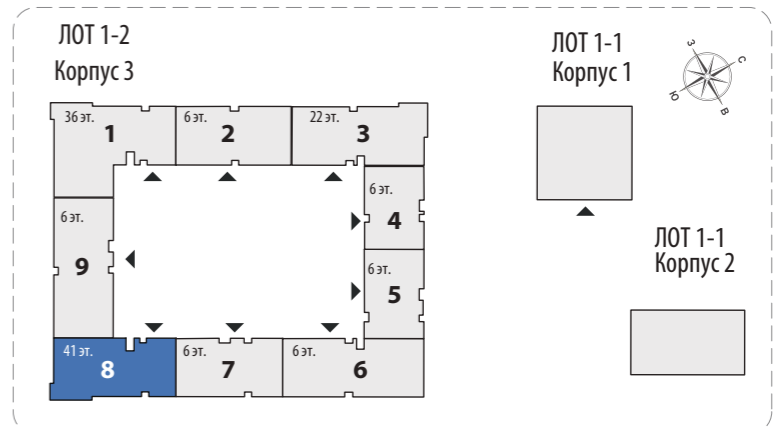 ЛОТ 1-2
Корпус 3
ЛОТ 1-1
Корпус 1
З
С
Ю
В
36 эт.
1
6 эт.
2
22 эт.
3
6 эт.
4
6 эт.
9
6 эт.
5
ЛОТ 1-1
Корпус 2
41 эт.
8
6 эт.
7
6 эт.
6